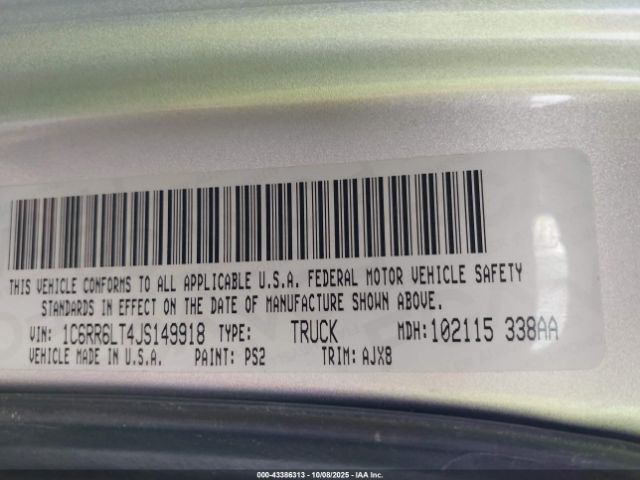 THIS VEHICLE CONFORMS TO ALL APPLICABLE U.S.A. FEDERAL MOTOR VEHICLE SAFETY
STANDARDS IN EFFECT ON THE DATE OF MANUFACTURE SHOWN ABOVE.
VIN: 1C6RR6LT4JS149918 TYPE: TRUCK MDH:102115 338AA
VEHICLE MADE IN U.S.A. PAINT: PS2 TRIM: AJX8
000-43386313 - 10/08/2025 - IAA Inc.